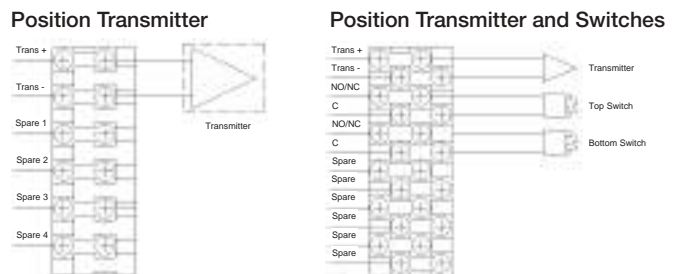 Position Transmitter
Trans +
Trans -
Spare 1
Spare 2
Spare 3
Spare 4
Transmitter
Position Transmitter and Switches
Trans +
Trans -
NO/NC
C
NO/NC
C
Spare
Spare
Spare
Spare
Spare
Spare
Transmitter
Top Switch
Bottom Switch